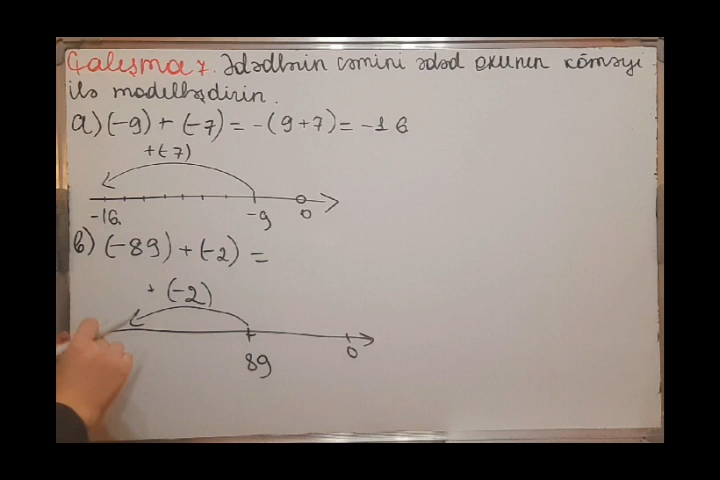 Çalışma 7. Ədədlərin cəmini ədəd oxunun köməyi
ilə modelləşdirin.
a) (-9) + (-7) = -(9+7) = -16
+(-7)
-16 -9 0
b) (-89) + (-2) =
+ (-2)
89 0